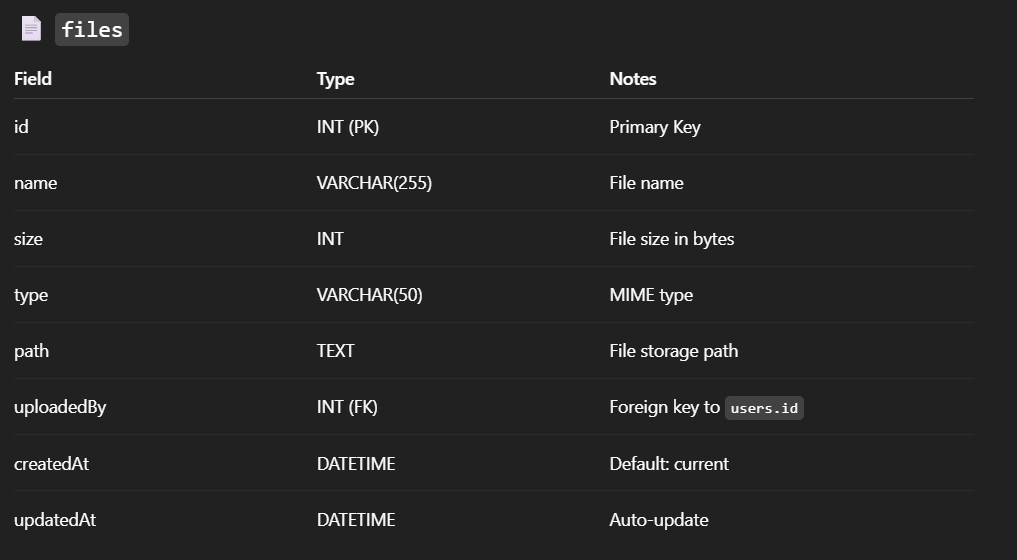 files
Field Type Notes
id INT (PK) Primary Key
name VARCHAR(255) File name
size INT File size in bytes
type VARCHAR(50) MIME type
path TEXT File storage path
uploadedBy INT (FK) Foreign key to users.id
createdAt DATETIME Default: current
updatedAt DATETIME Auto-update